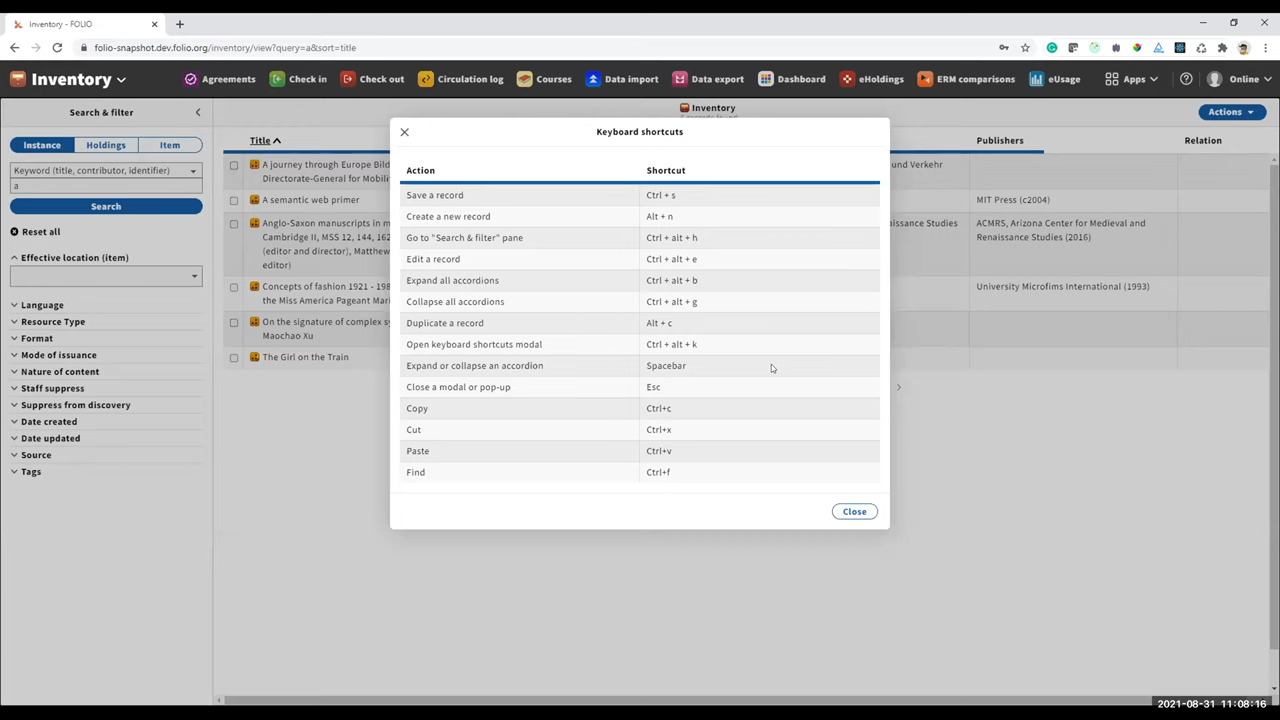 Inventory - FOLIO
folio-snapshot.dev.folio.org/inventory/view?query=a&sort=title
Inventory Agreements Check in Check out Circulation log Courses Data import Data export Dashboard eHoldings ERM comparisons eUsage Apps Online
Search & filter
Inventory
Actions
Instance Holdings Item
Keyword (title, contributor, identifier)
a
Search
Reset all
Effective location (item)
Language
Resource Type
Format
Mode of issuance
Nature of content
Staff suppress
Suppress from discovery
Date created
Date updated
Source
Tags
Title Publishers Relation
A journey through Europe Bild
Directorate-General for Mobili
und Verkehr
A semantic web primer
MIT Press (c2004)
Anglo-Saxon manuscripts in m
Cambridge II, MSS 12, 144, 162
(editor and director), Matthew
editor)
naissance Studies
ACMRS, Arizona Center for Medieval and
Renaissance Studies (2016)
Concepts of fashion 1921 - 198
the Miss America Pageant Mari
University Microfims International (1993)
On the signature of complex sy
Maochao Xu
The Girl on the Train
Keyboard shortcuts
Action Shortcut
Save a record Ctrl + s
Create a new record Alt + n
Go to "Search & filter" pane Ctrl + alt + h
Edit a record Ctrl + alt + e
Expand all accordions Ctrl + alt + b
Collapse all accordions Ctrl + alt + g
Duplicate a record Alt + c
Open keyboard shortcuts modal Ctrl + alt + k
Expand or collapse an accordion Spacebar
Close a modal or pop-up Esc
Copy Ctrl+c
Cut Ctrl+x
Paste Ctrl+v
Find Ctrl+f
Close
2021-08-31 11:08:16